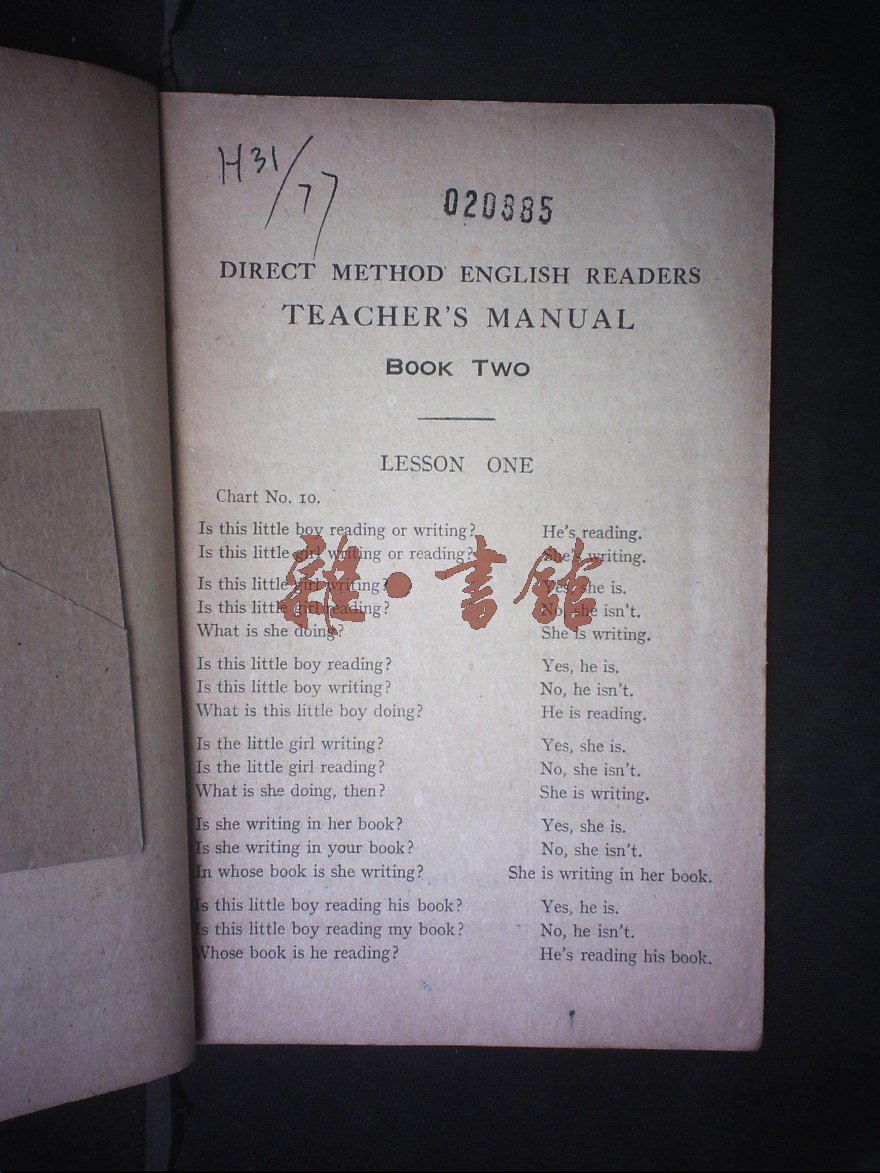 H31/77
020885
DIRECT METHOD ENGLISH READERS
TEACHER'S MANUAL
BOOK TWO
LESSON ONE
Chart No. 10.
Is this little boy reading or writing? He's reading.
Is this little girl writing or reading? She's writing.
Is this little girl writing? Yes, she is.
Is this little girl reading? No, she isn't.
What is she doing? She is writing.
Is this little boy reading? Yes, he is.
Is this little boy writing? No, he isn't.
What is this little boy doing? He is reading.
Is the little girl writing? Yes, she is.
Is the little girl reading? No, she isn't.
What is she doing, then? She is writing.
Is she writing in her book? Yes, she is.
Is she writing in your book? No, she isn't.
In whose book is she writing? She is writing in her book.
Is this little boy reading his book? Yes, he is.
Is this little boy reading my book? No, he isn't.
Whose book is he reading? He's reading his book.
雜·書館